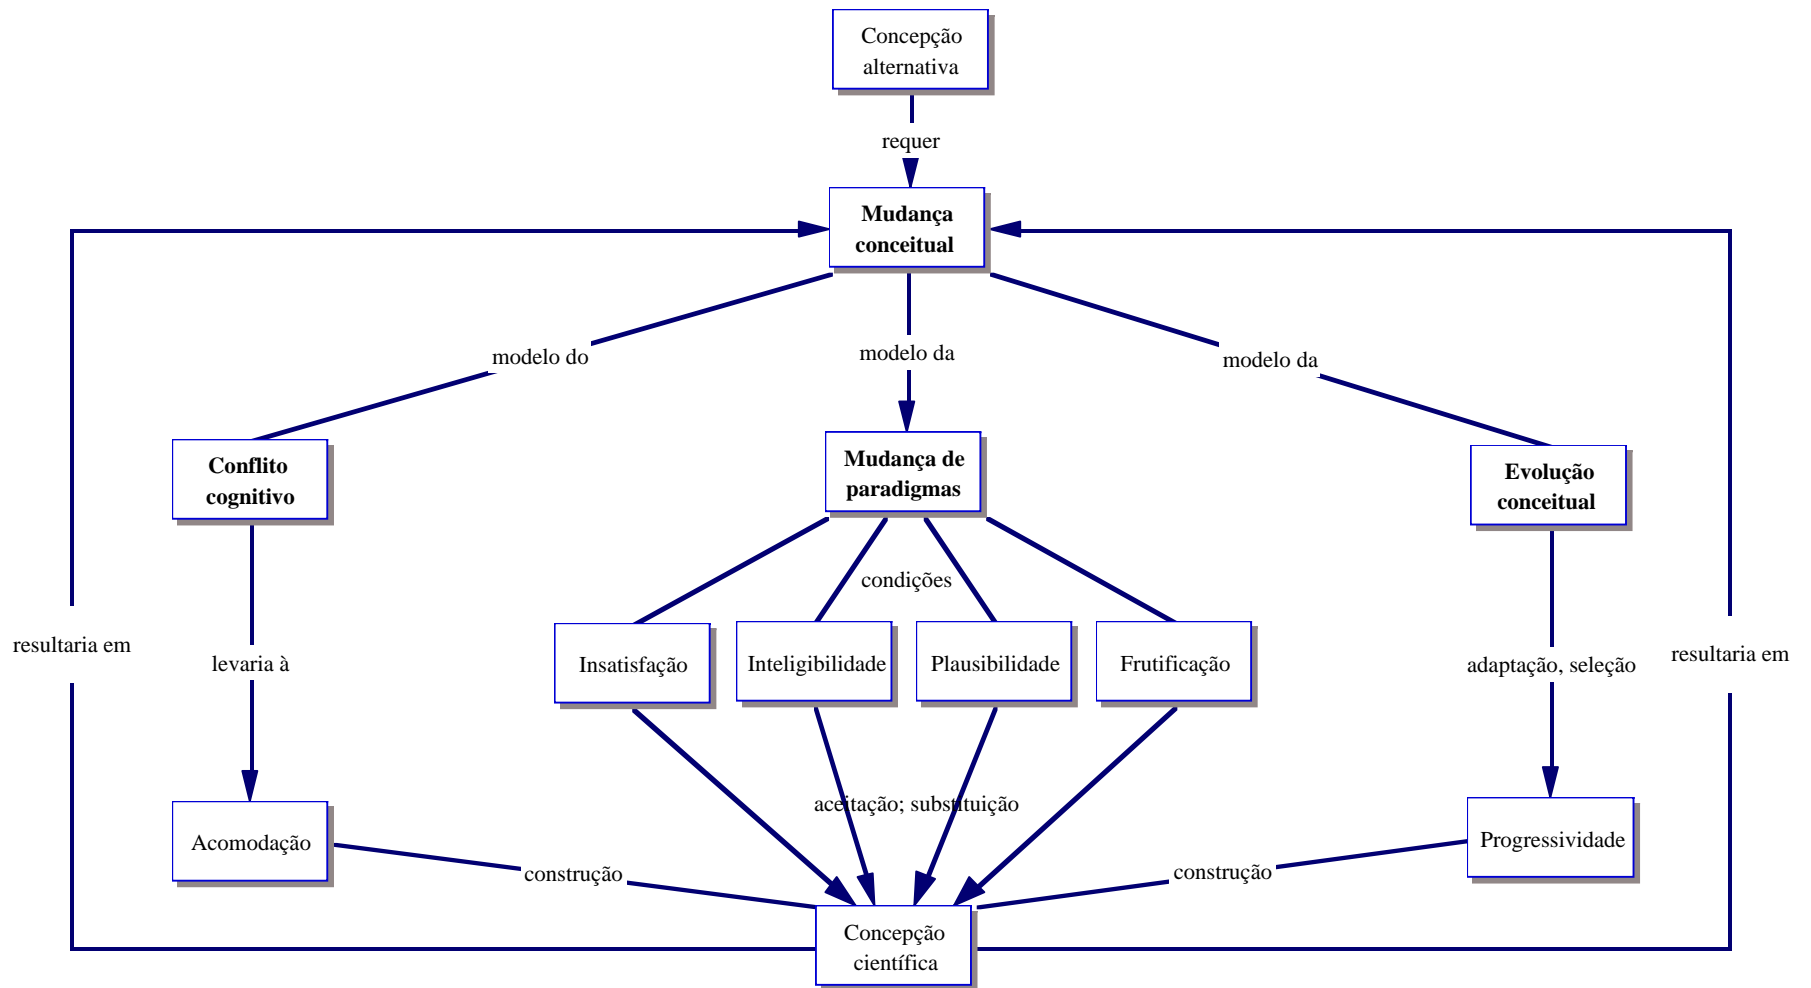 Concepção
alternativa
requer
Mudança
conceitual
modelo do
modelo da
modelo da
Conflito
cognitivo
Mudança de
paradigmas
Evolução
conceitual
condições
resultaria em
levaria à
Insatisfação
Inteligibilidade
Plausibilidade
Frutificação
adaptação, seleção
resultaria em
aceitação; substituição
Acomodação
Progressividade
construção
construção
Concepção
científica